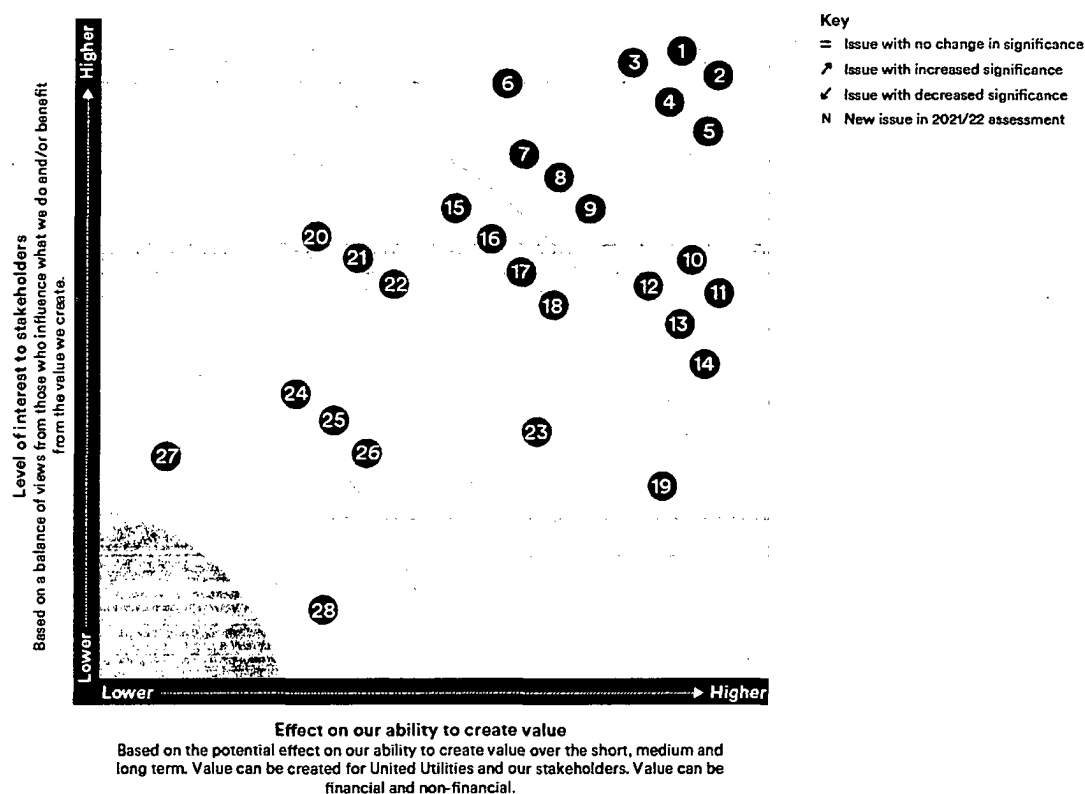 Key
= Issue with no change in significance
↗ Issue with increased significance
↙ Issue with decreased significance
N New issue in 2021/22 assessment
Level of interest to stakeholders
Based on a balance of views from those who influence what we do and/or benefit
from the value we create.
Higher
Lower
1
3
2
6
4
5
7
8
15
9
20
16
21
10
17
22
12
11
18
13
14
24
25
23
26
27
19
28
Lower
Higher
Effect on our ability to create value
Based on the potential effect on our ability to create value over the short, medium and
long term. Value can be created for United Utilities and our stakeholders. Value can be
financial and non-financial.